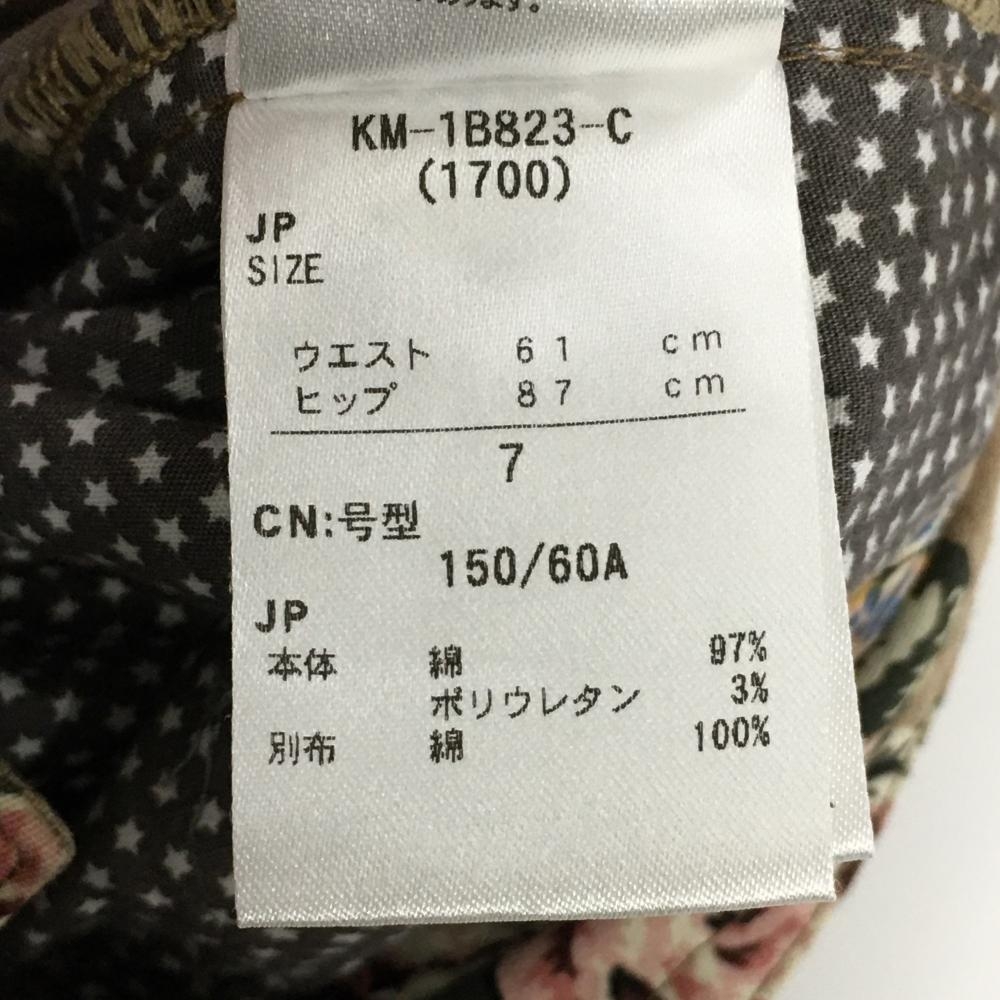 ます。
KM-1B823-C
(1700)
JP
SIZE
ウエスト 61 cm
ヒップ 87 cm
7
CN:号型
150/60A
JP
本体 綿 97%
ポリウレタン 3%
別布 綿 100%